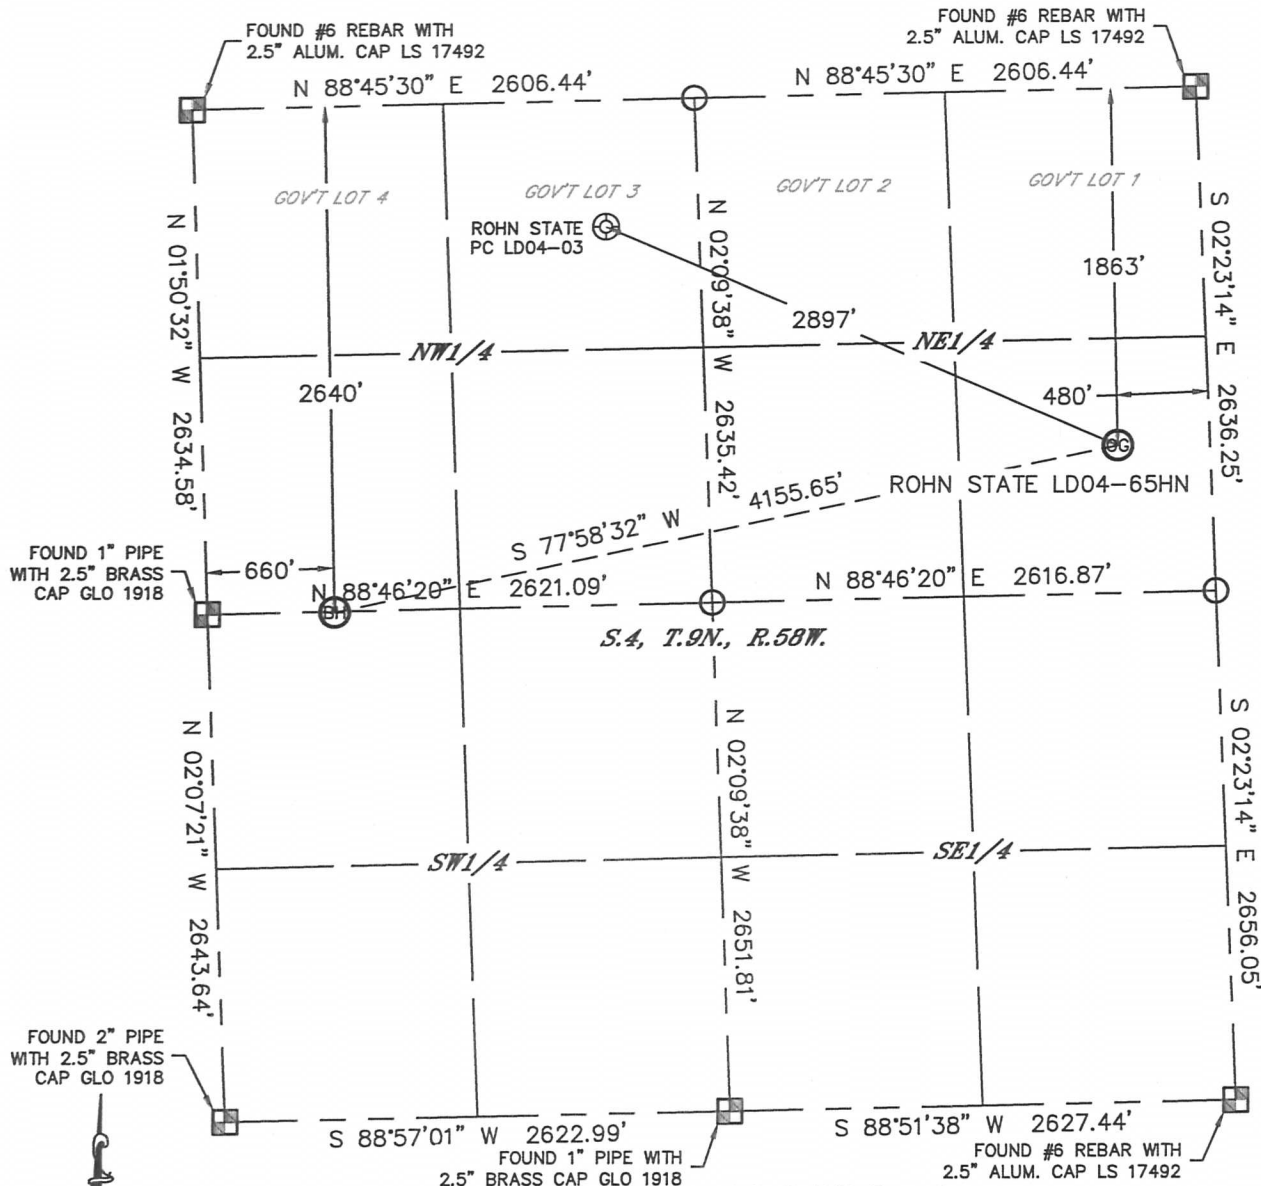 FOUND #6 REBAR WITH
2.5" ALUM. CAP LS 17492
FOUND #6 REBAR WITH
2.5" ALUM. CAP LS 17492
N 88°45'30" E 2606.44'
N 88°45'30" E 2606.44'
GOV'T LOT 4
GOV'T LOT 3
GOV'T LOT 2
GOV'T LOT 1
ROHN STATE
PC LD04-03
G
N 01°50'32" W 2634.58'
N 02°09'38" W 2635.42'
S 02°23'14" E 2636.25'
1863'
2897'
NW1/4
NE1/4
2640'
480'
ROHN STATE LD04-65HN
S 77°58'32" W 4155.65'
FOUND 1" PIPE
WITH 2.5" BRASS
CAP GLO 1918
660'
BH
N 88°46'20" E 2621.09'
N 88°46'20" E 2616.87'
S.4, T.9N., R.58W.
N 02°07'21" W 2643.64'
N 02°09'38" W 2651.81'
S 02°23'14" E 2656.05'
SW1/4
SE1/4
FOUND 2" PIPE
WITH 2.5" BRASS
CAP GLO 1918
S 88°57'01" W 2622.99'
S 88°51'38" W 2627.44'
FOUND 1" PIPE WITH
2.5" BRASS CAP GLO 1918
FOUND #6 REBAR WITH
2.5" ALUM. CAP LS 17492